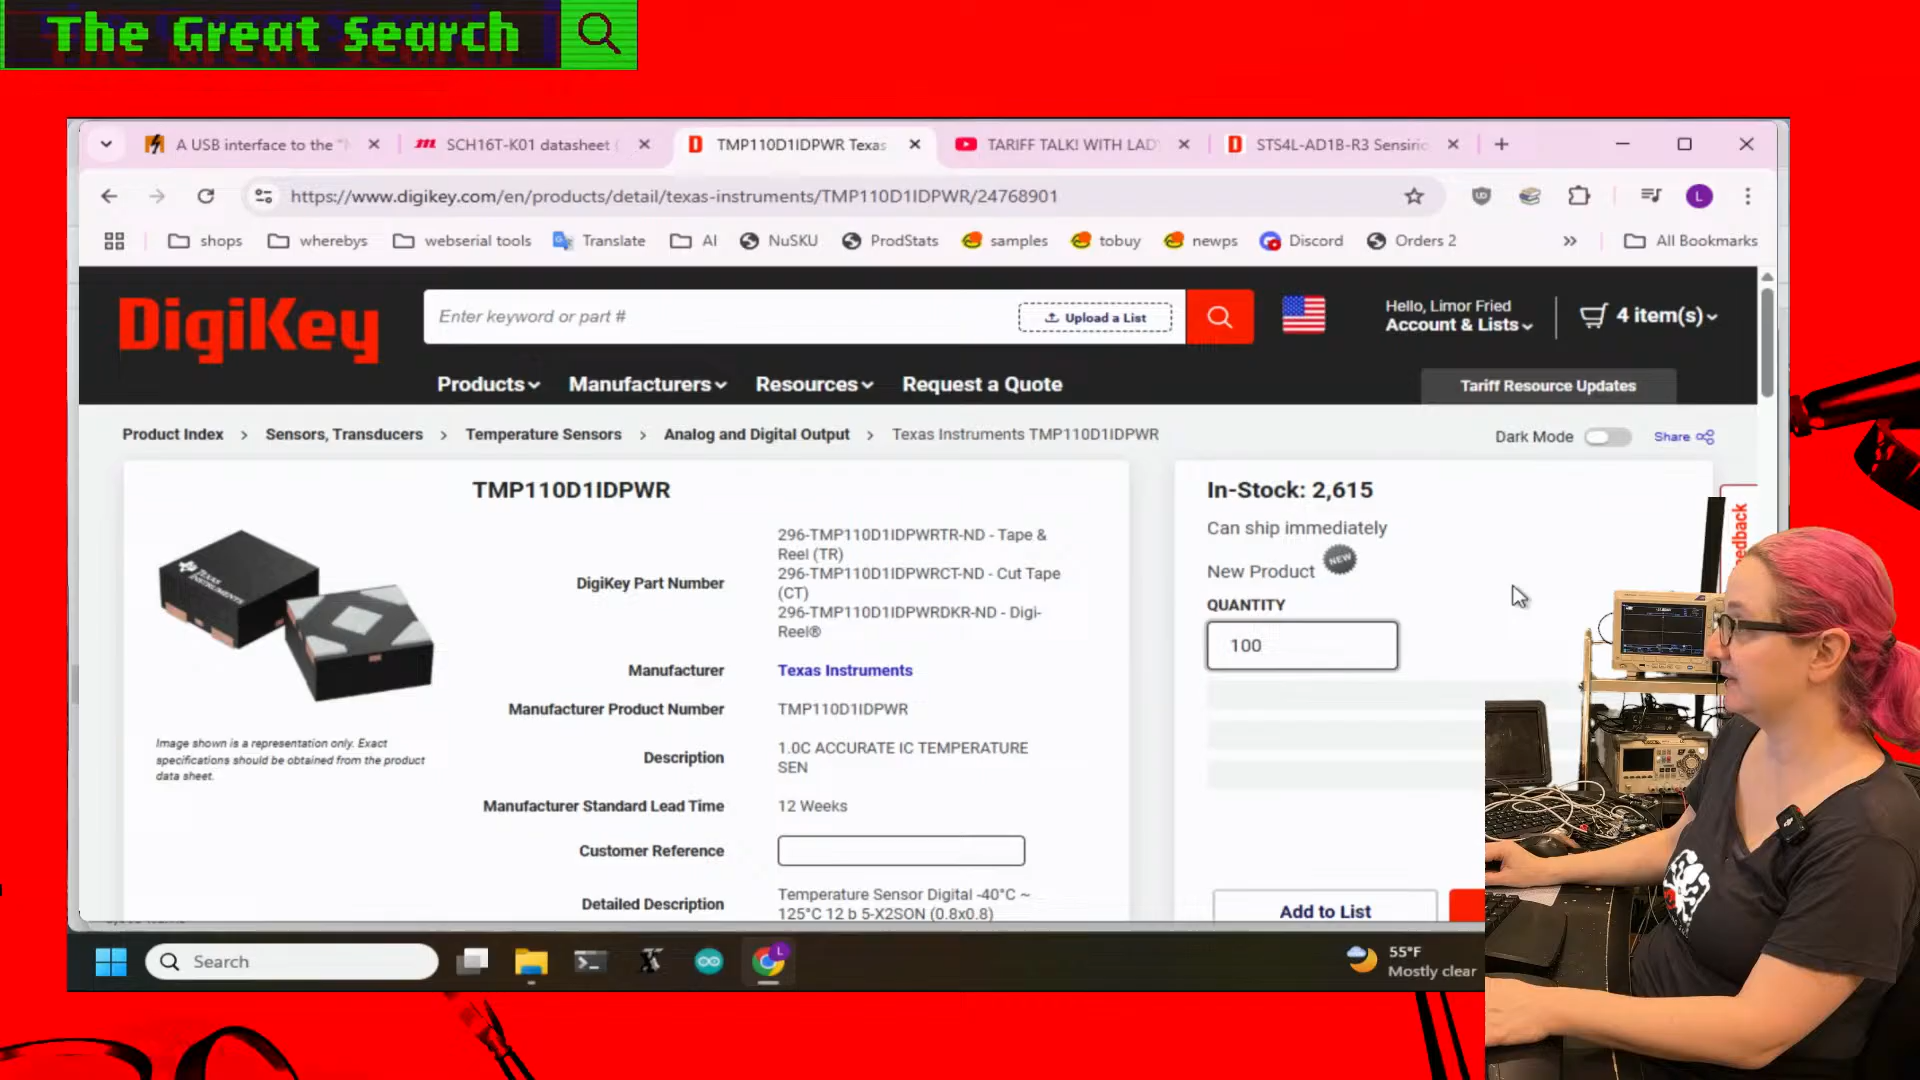 The Great Search
A USB interface to the "
SCH16T-K01 datasheet (
TMP110D1IDPWR Texas
TARIFF TALK! WITH LAD
STS4L-AD1B-R3 Sensirio
https://www.digikey.com/en/products/detail/texas-instruments/TMP110D1IDPWR/24768901
L
shops
wherebys
webserial tools
Translate
AI
NuSKU
ProdStats
samples
tobuy
newps
Discord
Orders 2
All Bookmarks
DigiKey
Enter keyword or part #
Upload a List
Hello, Limor Fried
Account & Lists
4 item(s)
Products
Manufacturers
Resources
Request a Quote
Tariff Resource Updates
Product Index > Sensors, Transducers > Temperature Sensors > Analog and Digital Output > Texas Instruments TMP110D1IDPWR
Dark Mode
Share
TMP110D1IDPWR
TEXAS INSTRUMENTS
Image shown is a representation only. Exact
specifications should be obtained from the product
data sheet.
DigiKey Part Number
296-TMP110D1IDPWRTR-ND - Tape &
Reel (TR)
296-TMP110D1IDPWRCT-ND - Cut Tape
(CT)
296-TMP110D1IDPWRDKR-ND - Digi-
Reel®
Manufacturer
Texas Instruments
Manufacturer Product Number
TMP110D1IDPWR
Description
1.0C ACCURATE IC TEMPERATURE
SEN
Manufacturer Standard Lead Time
12 Weeks
Customer Reference
Detailed Description
Temperature Sensor Digital -40°C ~
125°C 12 b 5-X2SON (0.8x0.8)
In-Stock: 2,615
Can ship immediately
New Product
NEW
QUANTITY
100
Add to List
edback
Search
55°F
Mostly clear